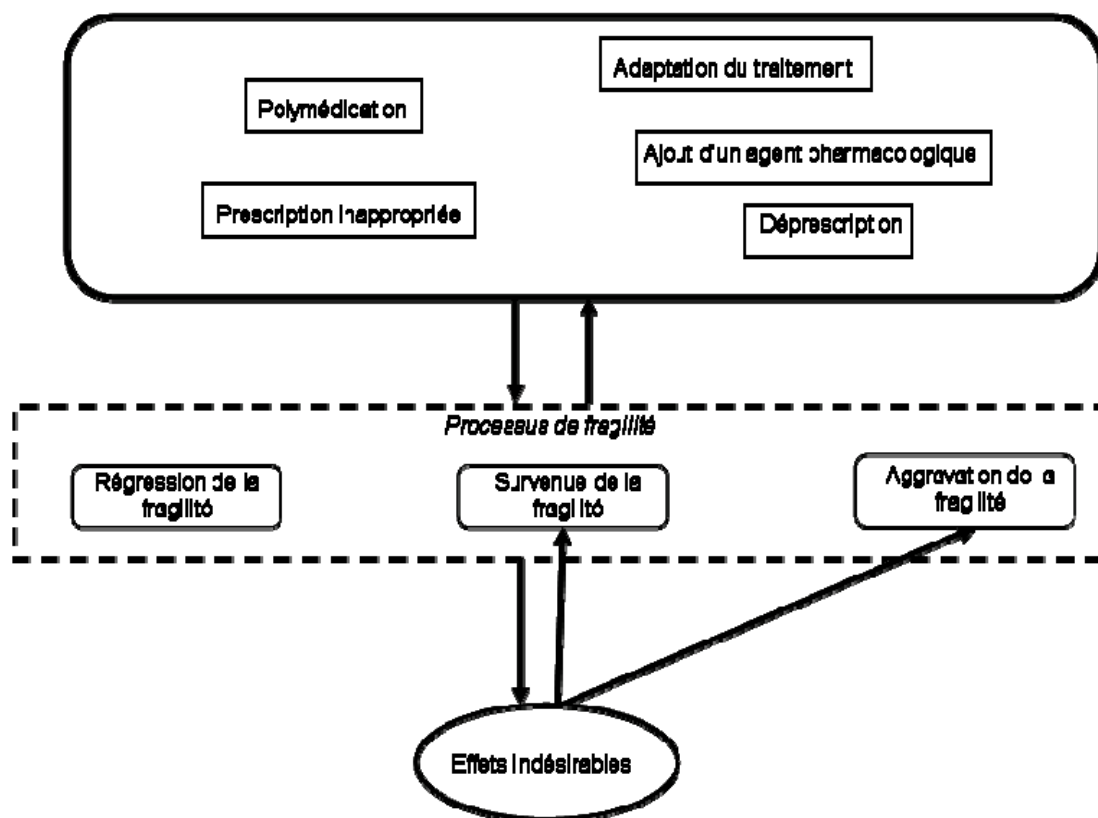 Adaptation du traitement
Polymédication
Ajout d'un agent pharmacologique
Prescription inappropriée
Déprescription
Processus de fragilité
Régression de la
fragilité
Survenue de la
fragilité
Aggravation de la
fragilité
Effets indésirables